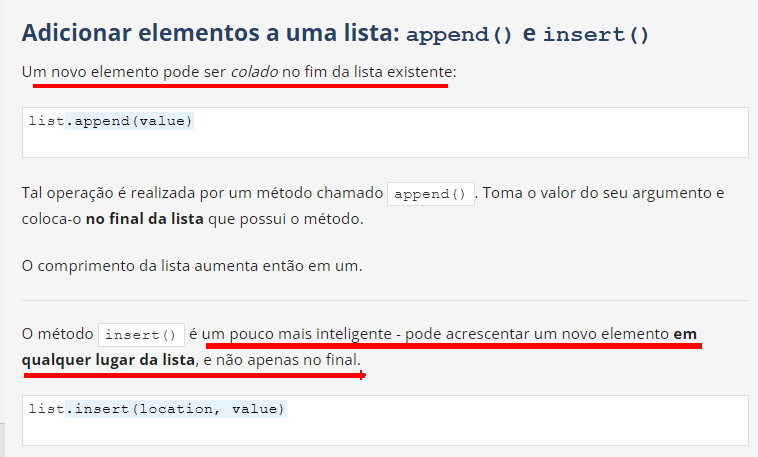 Adicionar elementos a uma lista: append() e insert()
Um novo elemento pode ser colado no fim da lista existente:
list.append(value)
Tal operação é realizada por um método chamado append(). Toma o valor do seu argumento e
coloca-o no final da lista que possui o método.
O comprimento da lista aumenta então em um.
O método insert() é um pouco mais inteligente - pode acrescentar um novo elemento em
qualquer lugar da lista, e não apenas no final.
list.insert(location, value)